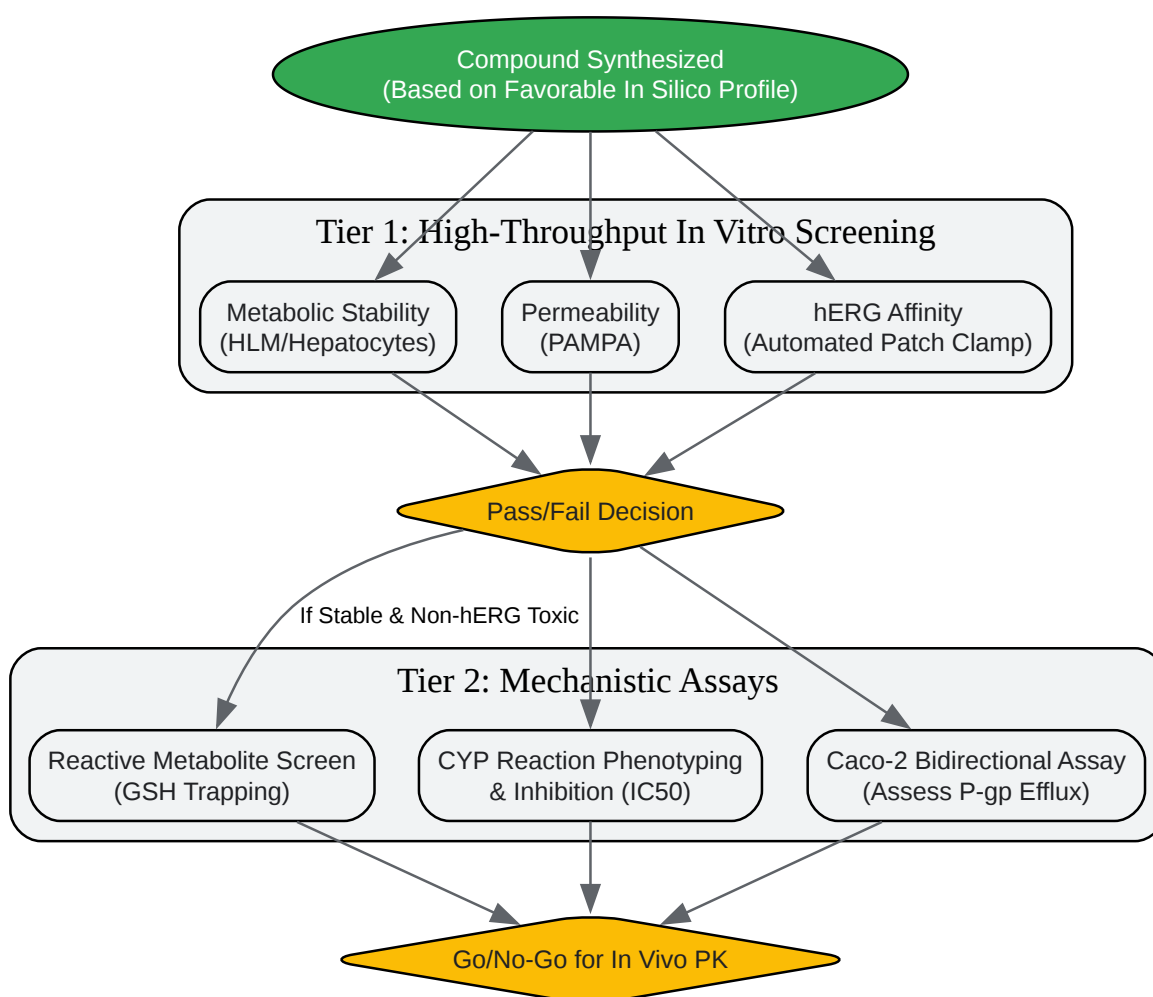 Compound Synthesized
(Based on Favorable In Silico Profile)
Tier 1: High-Throughput In Vitro Screening
Metabolic Stability
(HLM/Hepatocytes)
Permeability
(PAMPA)
hERG Affinity
(Automated Patch Clamp)
Pass/Fail Decision
If Stable & Non-hERG Toxic
Tier 2: Mechanistic Assays
Reactive Metabolite Screen
(GSH Trapping)
CYP Reaction Phenotyping
& Inhibition (IC50)
Caco-2 Bidirectional Assay
(Assess P-gp Efflux)
Go/No-Go for In Vivo PK